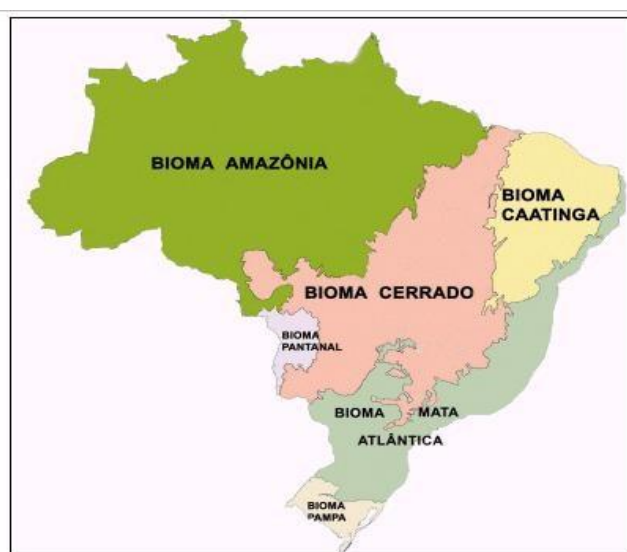 BIOMA AMAZÔNIA
BIOMA
CAATINGA
BIOMA CERRADO
BIOMA
PANTANAL
BIOMA MATA
ATLÂNTICA
BIOMA
PAMPA